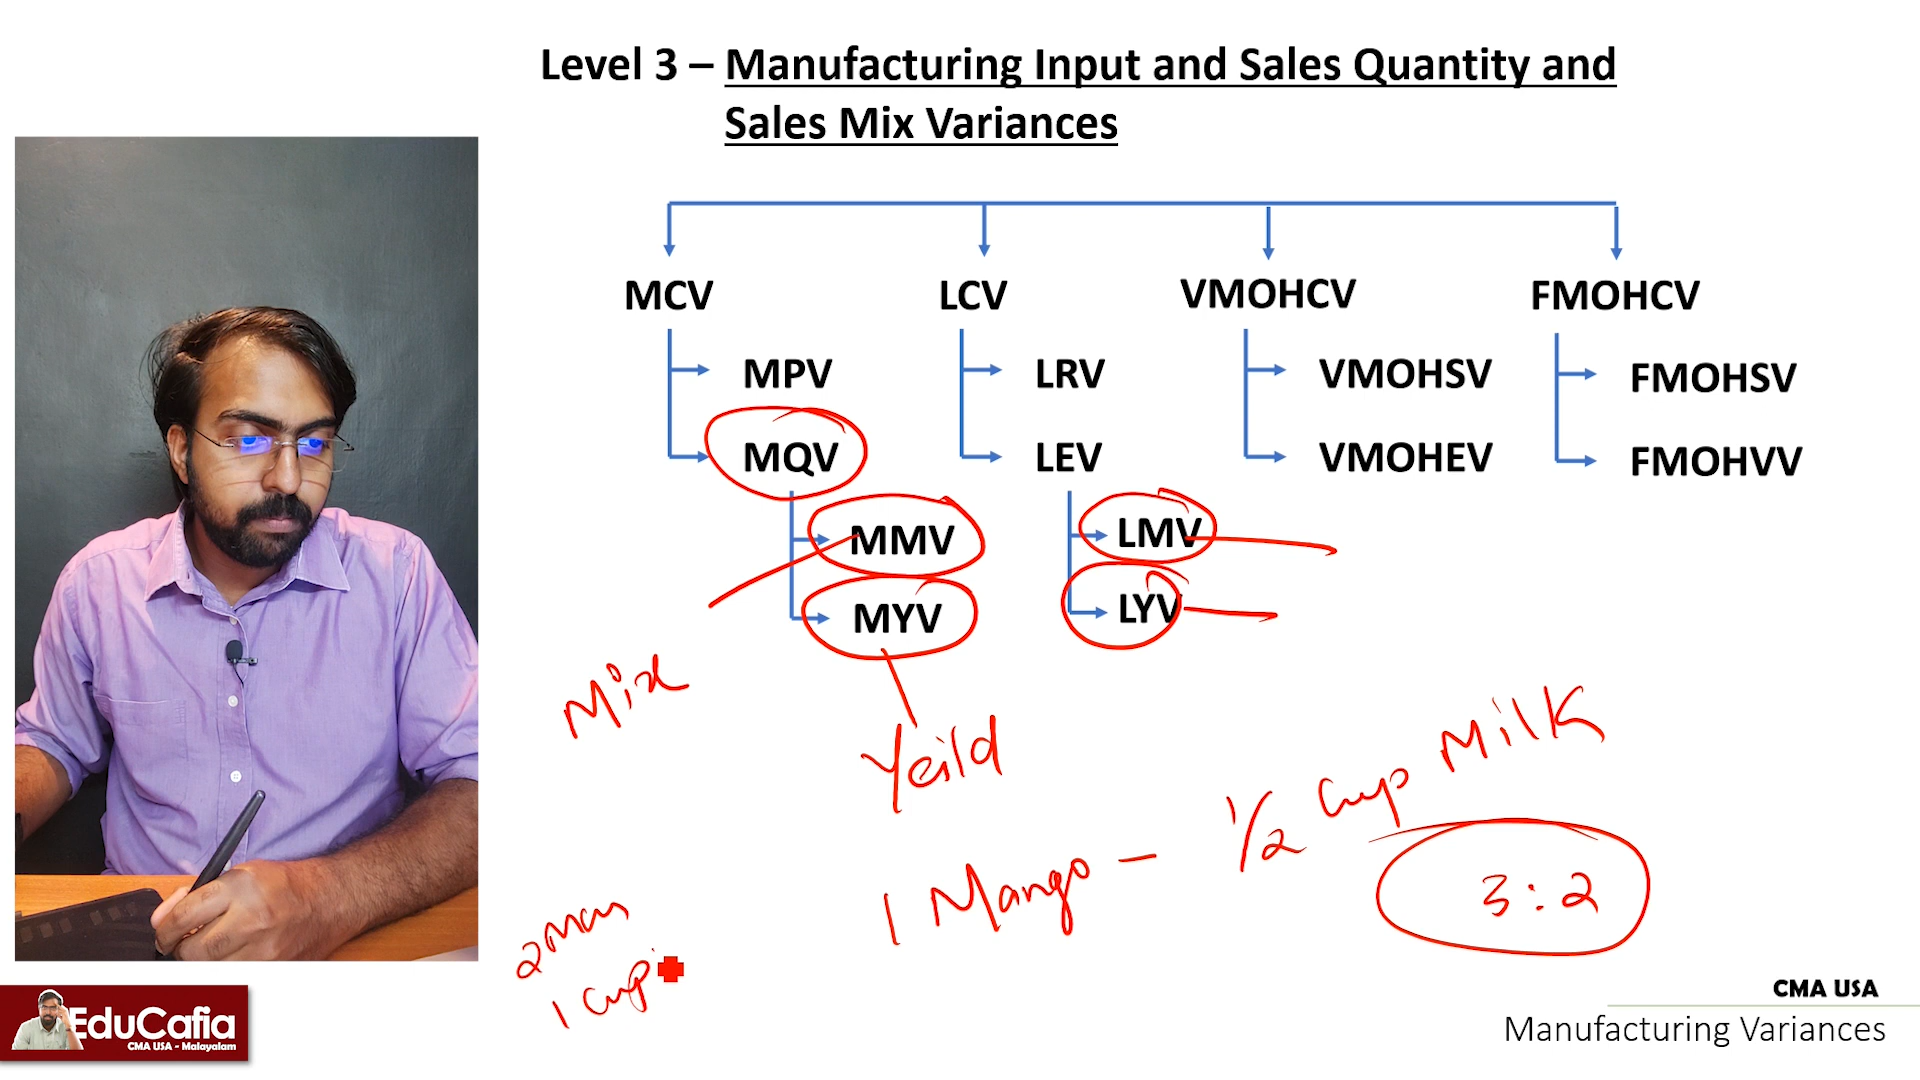 Level 3 – Manufacturing Input and Sales Quantity and
Sales Mix Variances
MCV
LCV
VMOHCV
FMOHCV
MPV
LRV
VMOHSV
FMOHSV
MQV
LEV
VMOHEV
FMOHVV
MMV
LMV
MYV
LYV
Mix
Yeild
1 Mango – 1/2 Cup Milk
3:2
2 Man
1 Cup
EduCafia
CMA USA - Malayalam
CMA USA
Manufacturing Variances